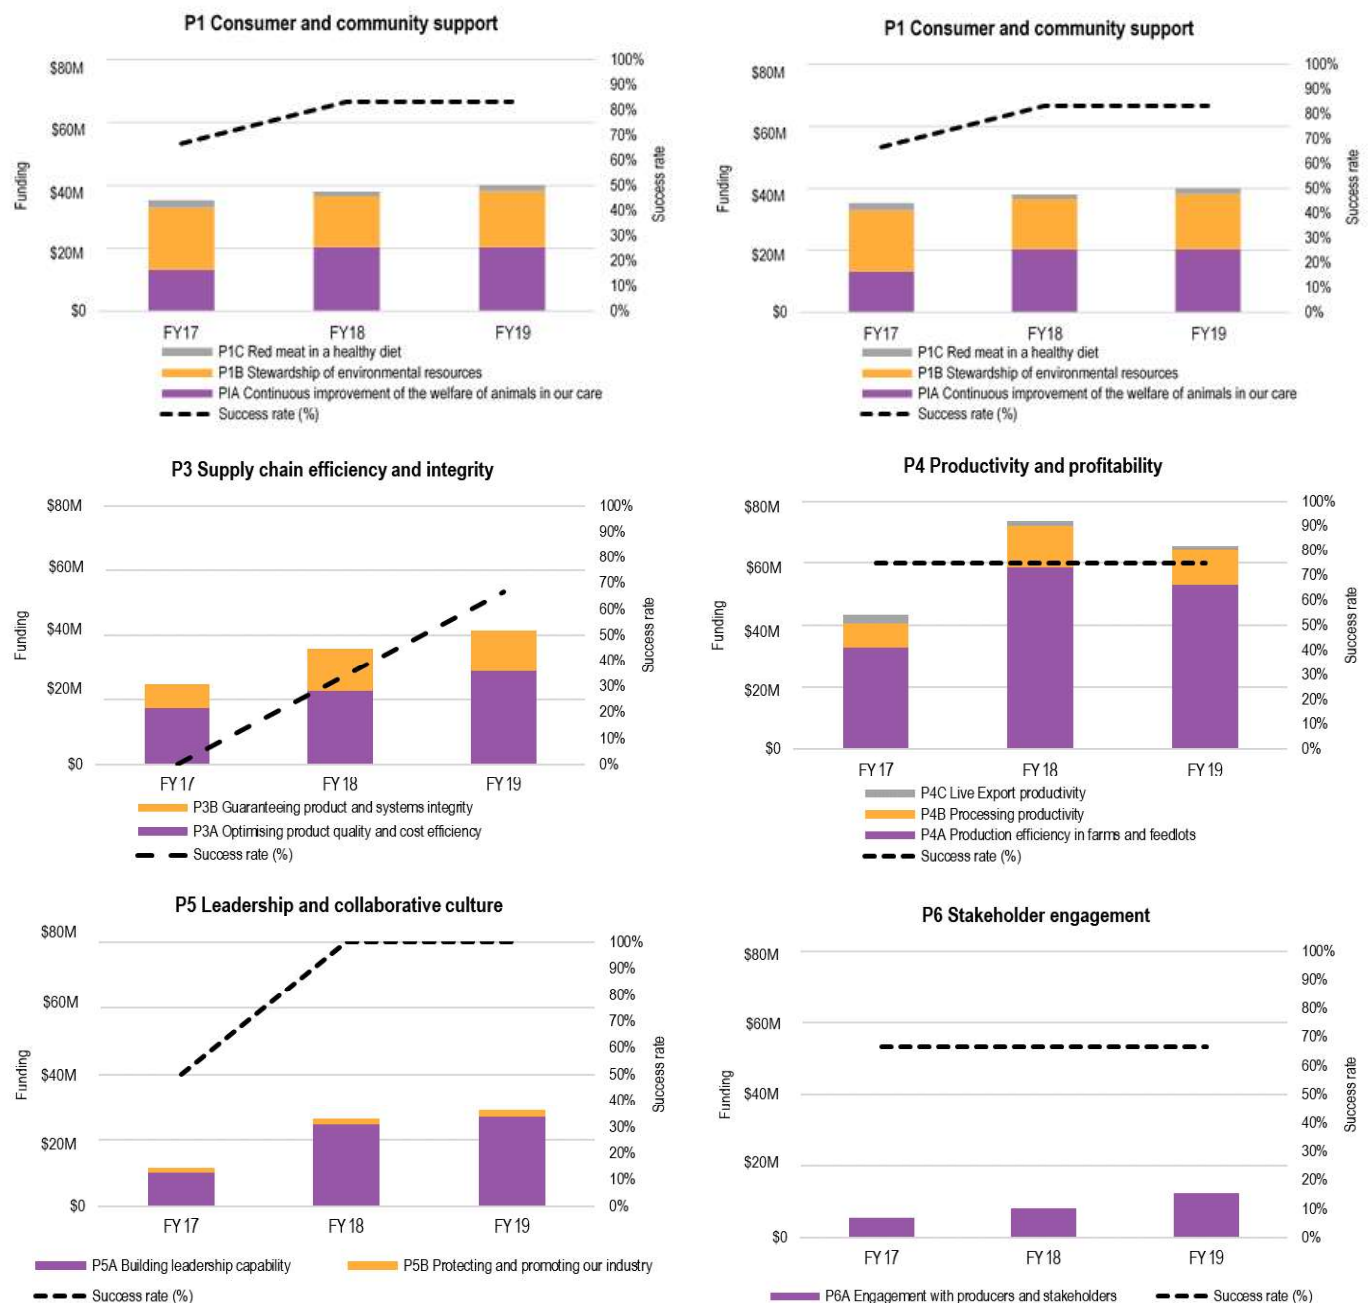 P1 Consumer and community support
$80M
$60M
$40M
$20M
$0
Funding
100%
90%
80%
70%
60%
50%
40%
30%
20%
10%
0%
Success rate
FY17 FY18 FY19
P1C Red meat in a healthy diet
P1B Stewardship of environmental resources
PIA Continuous improvement of the welfare of animals in our care
Success rate (%)
P1 Consumer and community support
$80M
$60M
$40M
$20M
$0
Funding
100%
90%
80%
70%
60%
50%
40%
30%
20%
10%
0%
Success rate
FY17 FY18 FY19
P1C Red meat in a healthy diet
P1B Stewardship of environmental resources
PIA Continuous improvement of the welfare of animals in our care
Success rate (%)
P3 Supply chain efficiency and integrity
$80M
$60M
$40M
$20M
$0
Funding
100%
90%
80%
70%
60%
50%
40%
30%
20%
10%
0%
Success rate
FY 17 FY 18 FY 19
P3B Guaranteeing product and systems integrity
P3A Optimising product quality and cost efficiency
Success rate (%)
P4 Productivity and profitability
$80M
$60M
$40M
$20M
$0
Funding
100%
90%
80%
70%
60%
50%
40%
30%
20%
10%
0%
Success rate
FY 17 FY 18 FY 19
P4C Live Export productivity
P4B Processing productivity
P4A Production efficiency in farms and feedlots
Success rate (%)
P5 Leadership and collaborative culture
$80M
$60M
$40M
$20M
$0
Funding
100%
90%
80%
70%
60%
50%
40%
30%
20%
10%
0%
Success rate
FY 17 FY 18 FY 19
P5A Building leadership capability P5B Protecting and promoting our industry
Success rate (%)
P6 Stakeholder engagement
$80M
$60M
$40M
$20M
$0
Funding
100%
90%
80%
70%
60%
50%
40%
30%
20%
10%
0%
Success rate
FY 17 FY 18 FY 19
P6A Engagement with producers and stakeholders Success rate (%)